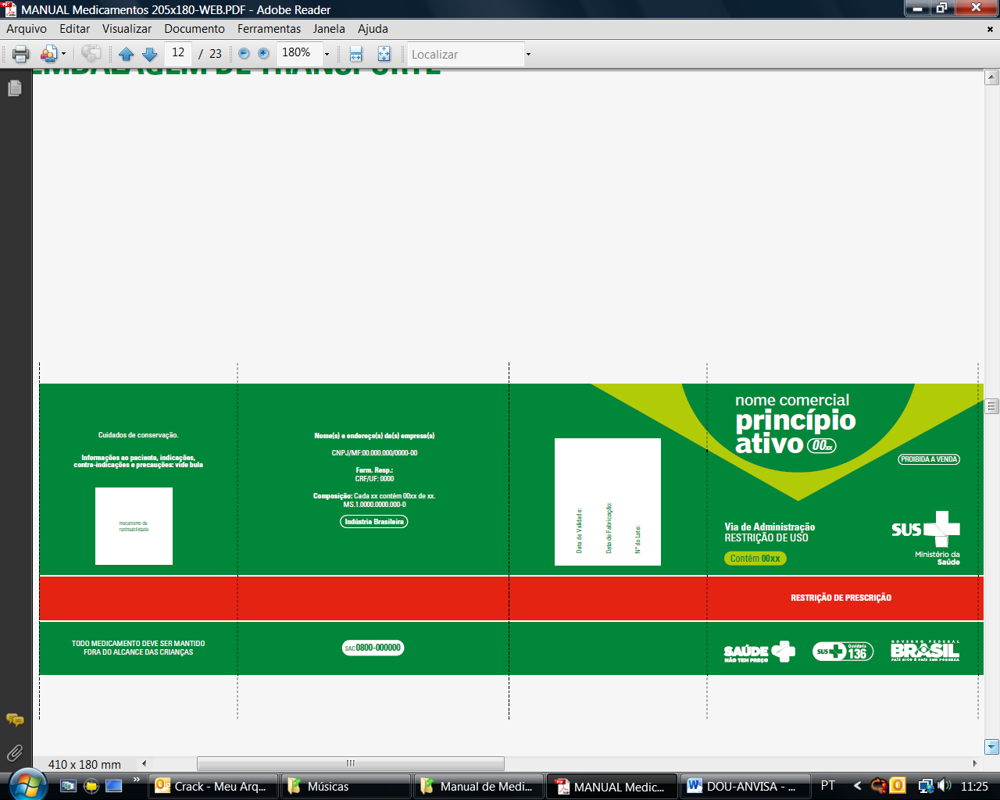 MANUAL Medicamentos 205x180-WEB.PDF - Adobe Reader
Arquivo Editar Visualizar Documento Ferramentas Janela Ajuda
12 / 23 180% Localizar
EMBALAGEM DE TRANSPORTE
Cuidados de conservação.
Informações ao paciente, indicações,
contra-indicações e precauções: vide bula
mecanismo de
rastreabilidade
TODO MEDICAMENTO DEVE SER MANTIDO
FORA DO ALCANCE DAS CRIANÇAS
Nome(s) e endereço(s) da(s) empresa(s)
CNPJ/MF:00.000.000/0000-00
Farm. Resp.:
CRF/UF: 0000
Composição: Cada xx contém 00xx de xx.
MS.1.0000.0000.000-0
Indústria Brasileira
SAC 0800-000000
Data de Validade:
Data de Fabricação:
Nº do Lote:
nome comercial
princípio
ativo 00xx
PROIBIDA A VENDA
Via de Administração
RESTRIÇÃO DE USO
Contém 00xx
SUS
Ministério da
Saúde
RESTRIÇÃO DE PRESCRIÇÃO
SAÚDE
NÃO TEM PREÇO
SUS
Ouvidoria
136
GOVERNO FEDERAL
BRASIL
PAÍS RICO É PAÍS SEM POBREZA
410 x 180 mm
Crack - Meu Arq... Músicas Manual de Medi... MANUAL Medic... DOU-ANVISA - ... PT 11:25